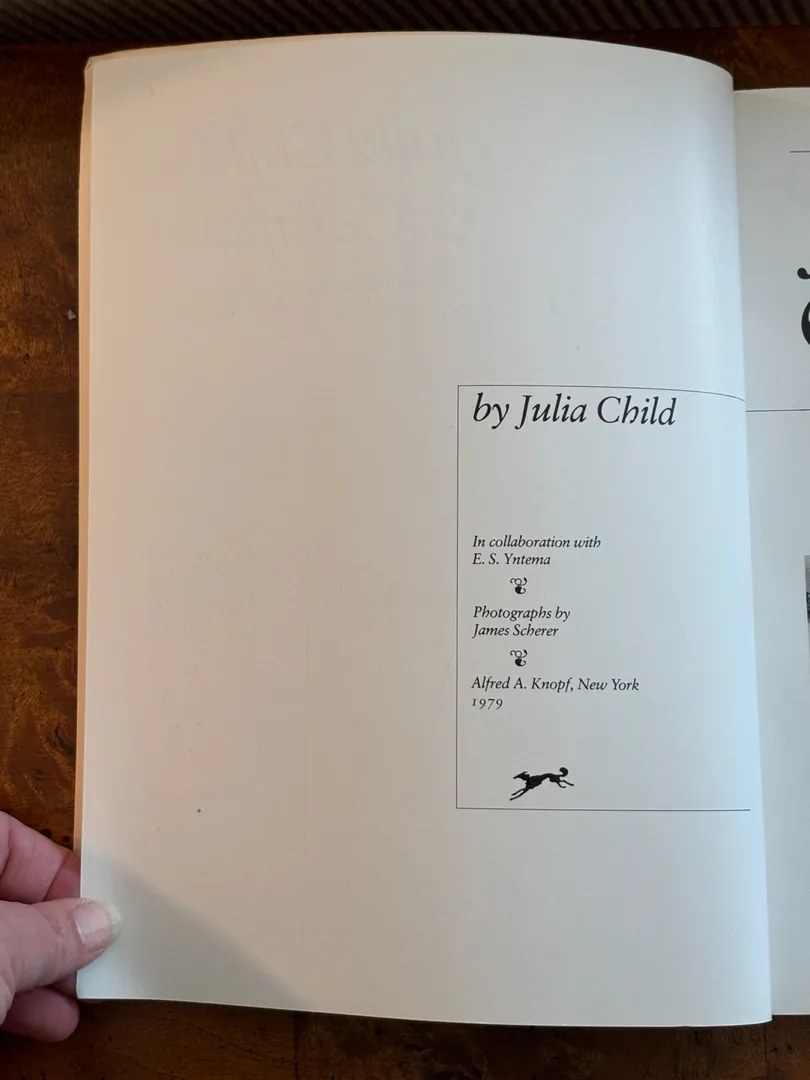 by Julia Child
In collaboration with
E. S. Yntema
Photographs by
James Scherer
Alfred A. Knopf, New York
1979